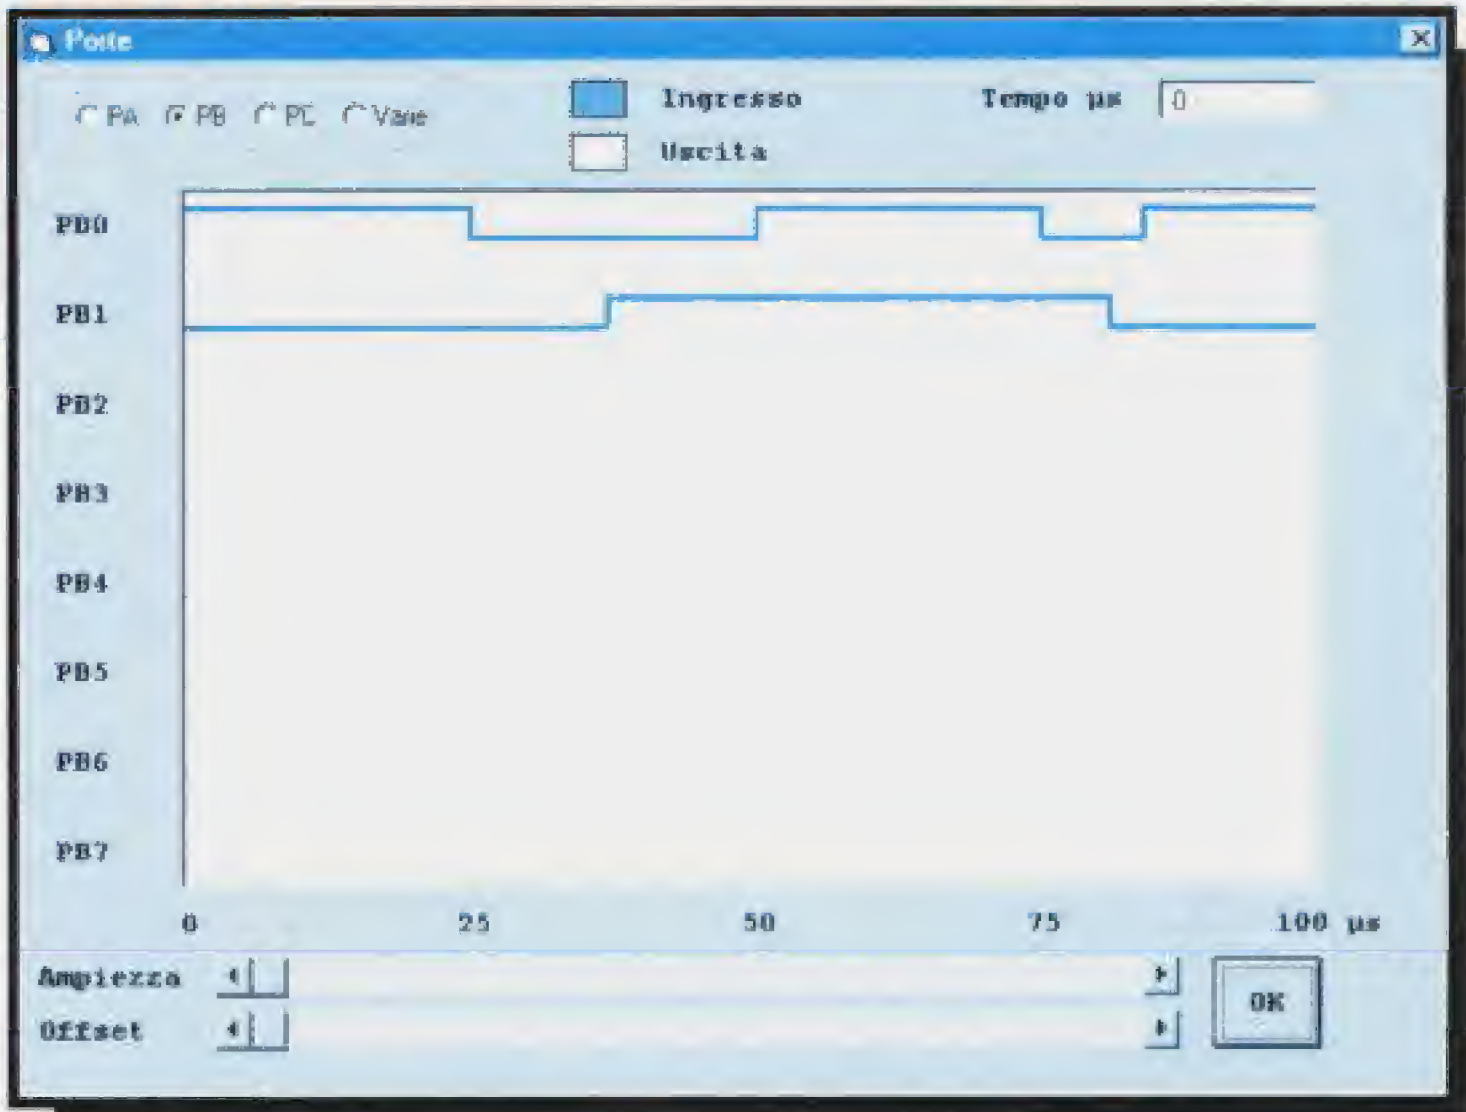 Porte
PA PB PC Varie
Ingresso
Tempo µs 0
Uscita
PB0
PB1
PB2
PB3
PB4
PB5
PB6
PB7
0 25 50 75 100 µs
Ampiezza
Offset
OK